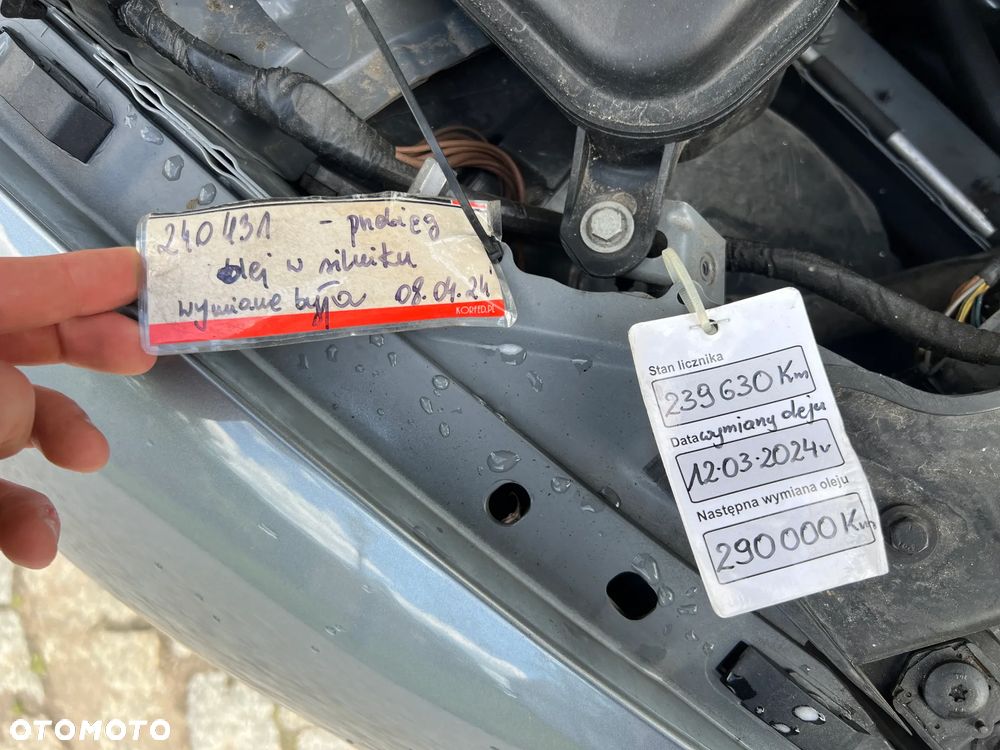 240 431 - przebieg
olej w silniku
wymiane była 08.04.24
KORFED.PL
Stan licznika
239 630 Km
Data wymiany oleju
12.03.2024r
Następna wymiana oleju
290 000 Km
OTOMOTO